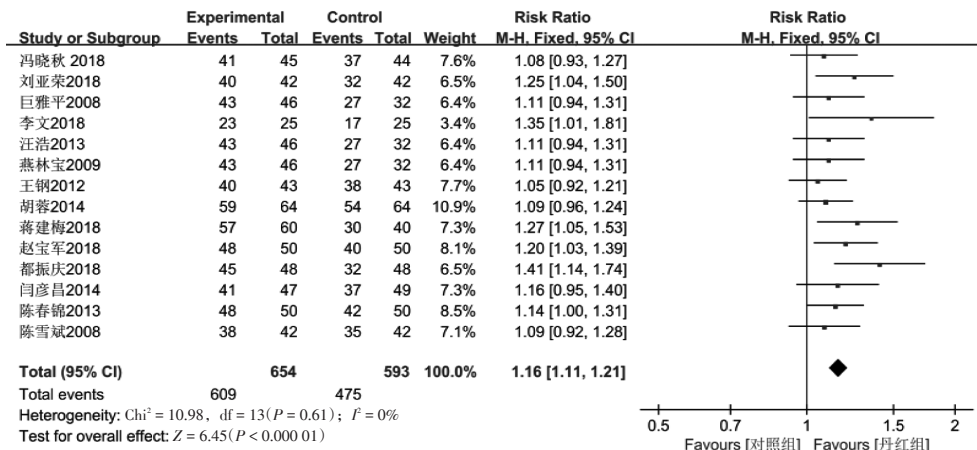 Experimental Control Risk Ratio Risk Ratio
Study or Subgroup Events Total Events Total Weight M-H, Fixed, 95% CI M-H, Fixed, 95% CI
冯晓秋 2018 41 45 37 44 7.6% 1.08 [0.93, 1.27]
刘亚荣2018 40 42 32 42 6.5% 1.25 [1.04, 1.50]
巨雅平2008 43 46 27 32 6.4% 1.11 [0.94, 1.31]
李文2018 23 25 17 25 3.4% 1.35 [1.01, 1.81]
汪浩2013 43 46 27 32 6.4% 1.11 [0.94, 1.31]
燕林宝2009 43 46 27 32 6.4% 1.11 [0.94, 1.31]
王钢2012 40 43 38 43 7.7% 1.05 [0.92, 1.21]
胡蓉2014 59 64 54 64 10.9% 1.09 [0.96, 1.24]
蒋建梅2018 57 60 30 40 7.3% 1.27 [1.05, 1.53]
赵宝军2018 48 50 40 50 8.1% 1.20 [1.03, 1.39]
都振庆2018 45 48 32 48 6.5% 1.41 [1.14, 1.74]
闫彦昌2014 41 47 37 49 7.3% 1.16 [0.95, 1.40]
陈春锦2013 48 50 42 50 8.5% 1.14 [1.00, 1.31]
陈雪斌2008 38 42 35 42 7.1% 1.09 [0.92, 1.28]
Total (95% CI) 654 593 100.0% 1.16 [1.11, 1.21]
Total events 609 475
Heterogeneity: Chi² = 10.98, df = 13(P = 0.61); I² = 0%
Test for overall effect: Z = 6.45(P < 0.000 01)
0.5 0.7 1 1.5 2
Favours [对照组] Favours [丹红组]